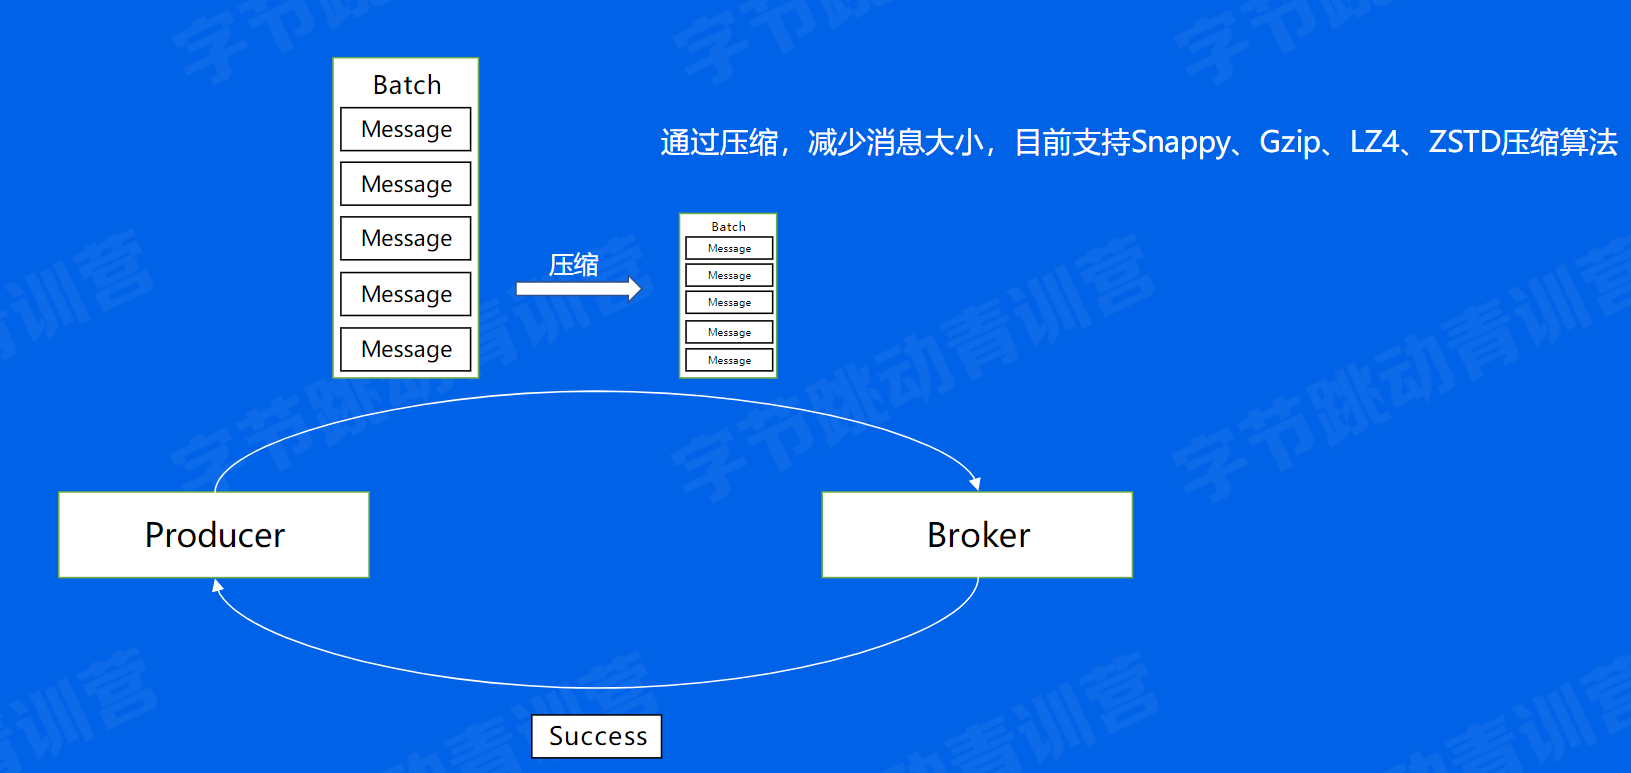 Batch
Message
Message
Message
Message
Message
通过压缩，减少消息大小，目前支持Snappy、Gzip、LZ4、ZSTD压缩算法
压缩
Batch
Message
Message
Message
Message
Message
Producer
Broker
Success
字节跳动青训营